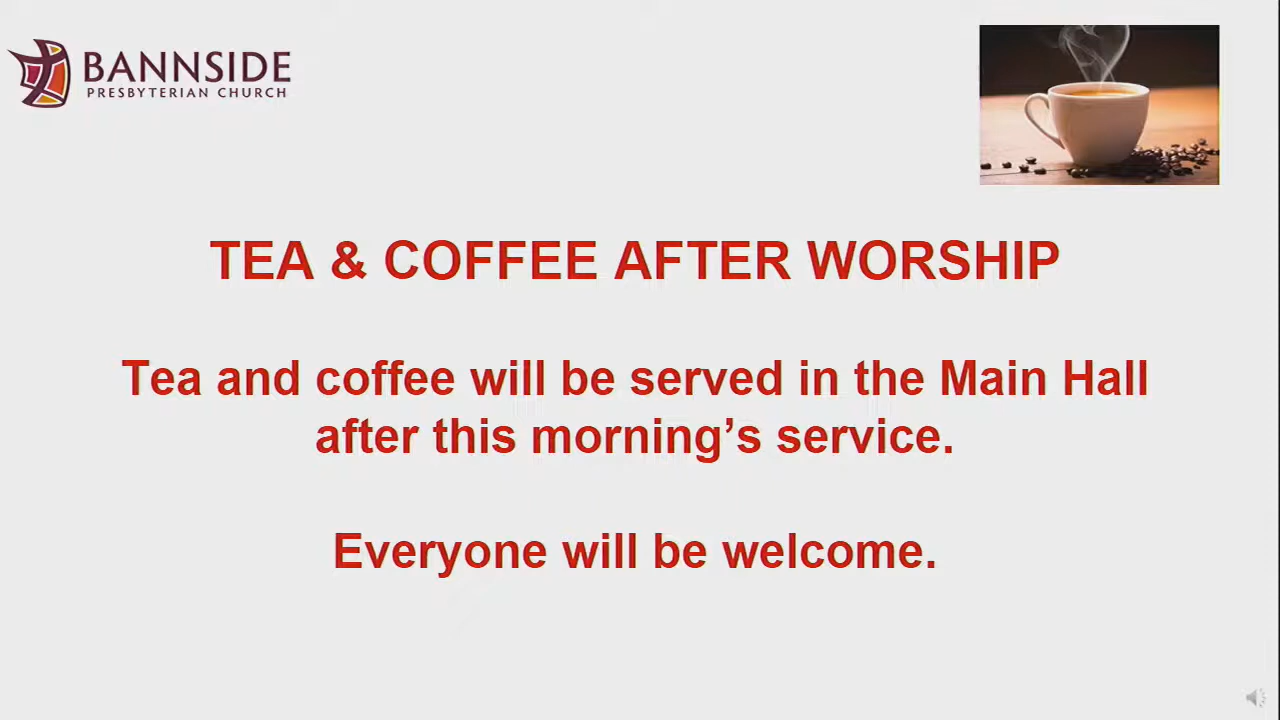 BANNSIDE
PRESBYTERIAN CHURCH
TEA & COFFEE AFTER WORSHIP
Tea and coffee will be served in the Main Hall
after this morning’s service.
Everyone will be welcome.